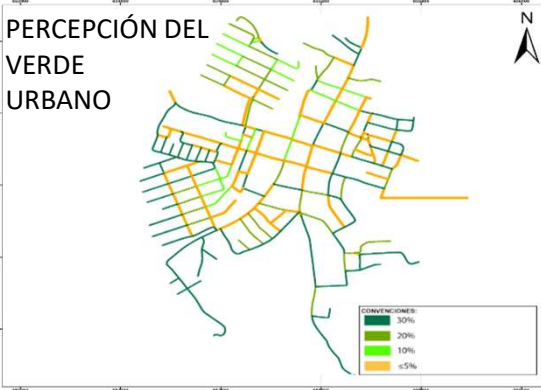 PERCEPCIÓN DEL
VERDE
URBANO
N
CONVENCIONES:
30%
20%
10%
≤5%